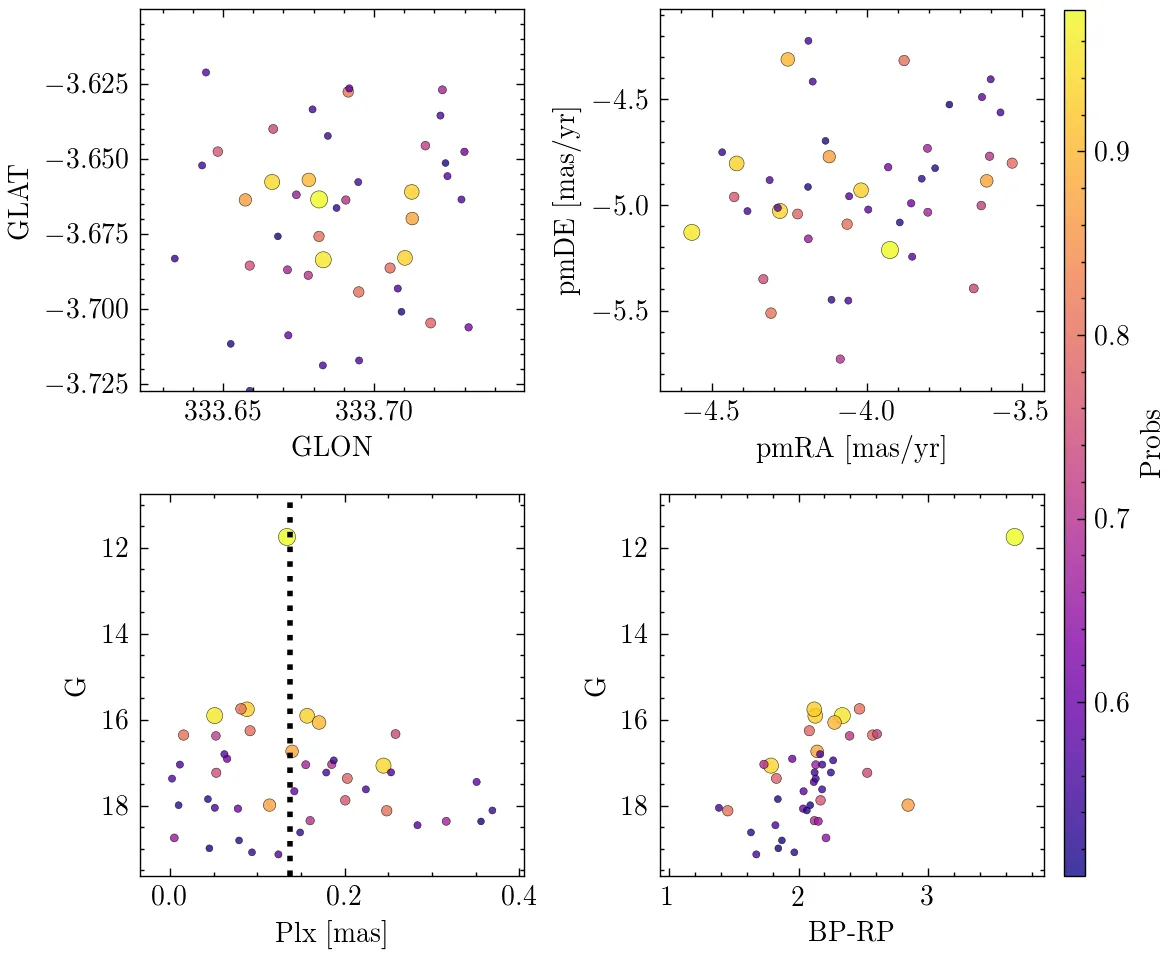 −3.625
−3.650
−3.675
−3.700
−3.725
GLAT
333.65 333.70
GLON
−4.5
−5.0
−5.5
pmDE [mas/yr]
−4.5 −4.0 −3.5
pmRA [mas/yr]
12
14
16
18
G
0.0 0.2 0.4
Plx [mas]
12
14
16
18
G
1 2 3
BP-RP
0.9
0.8
0.7
0.6
Probs